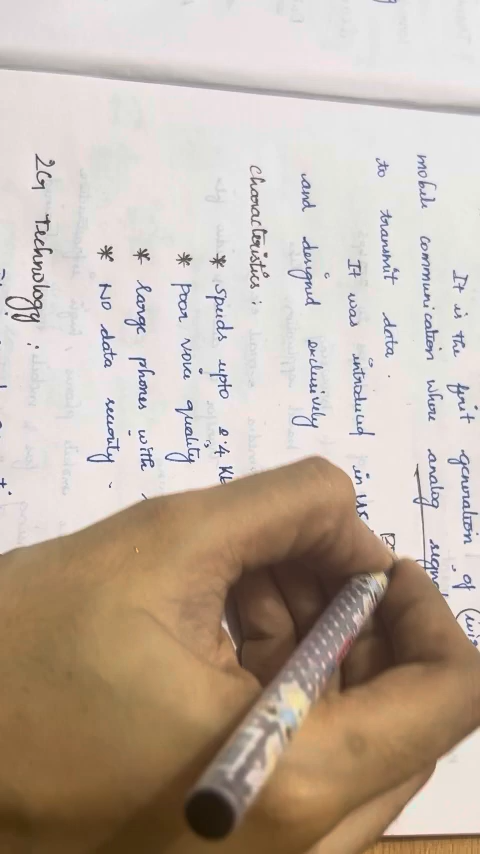 It is the first generation of
mobile communication where analog
to transmit data.
It was introduced in US
and designed exclusively
characteristics :
* Speeds upto 2.4
* poor voice quality
* large phones with
* No data security.
2G Technology :